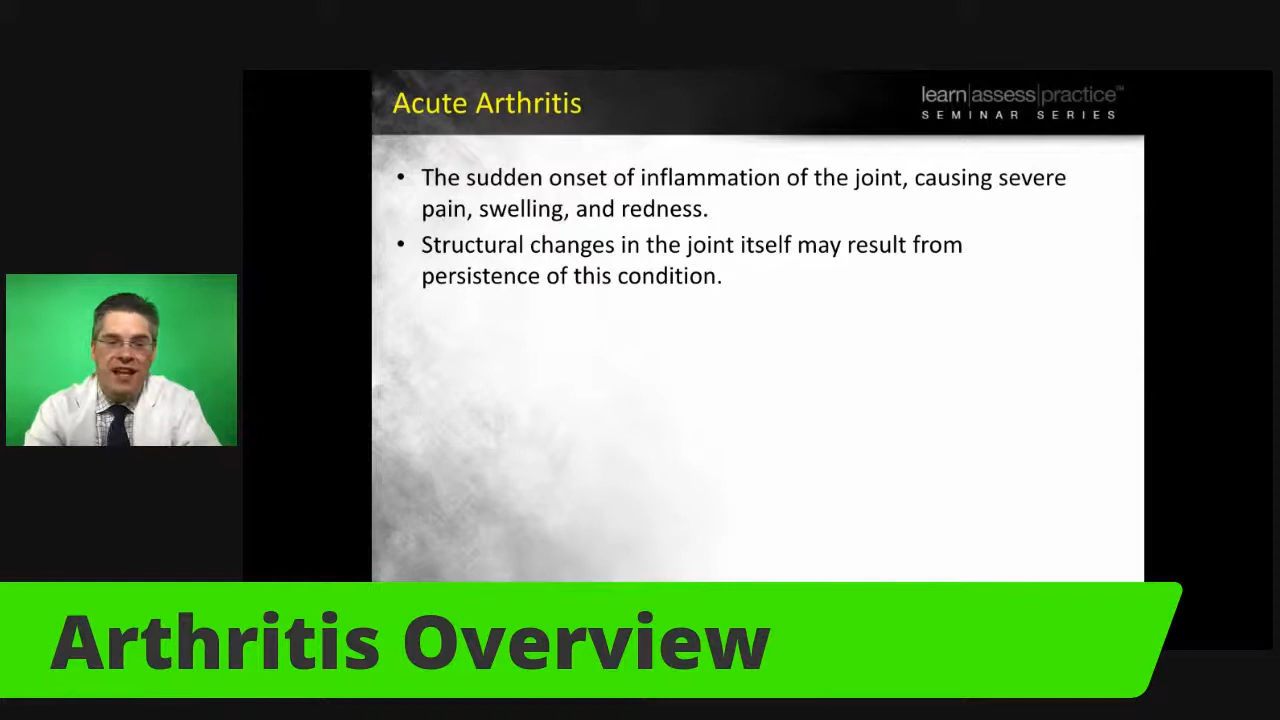 Acute Arthritis
learn|assess|practice™
SEMINAR SERIES
• The sudden onset of inflammation of the joint, causing severe
pain, swelling, and redness.
• Structural changes in the joint itself may result from
persistence of this condition.
Arthritis Overview